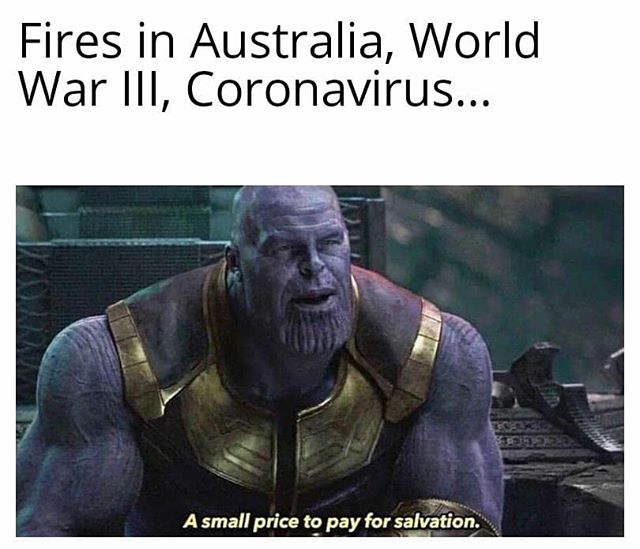 Fires in Australia, World
War III, Coronavirus...
A small price to pay for salvation.